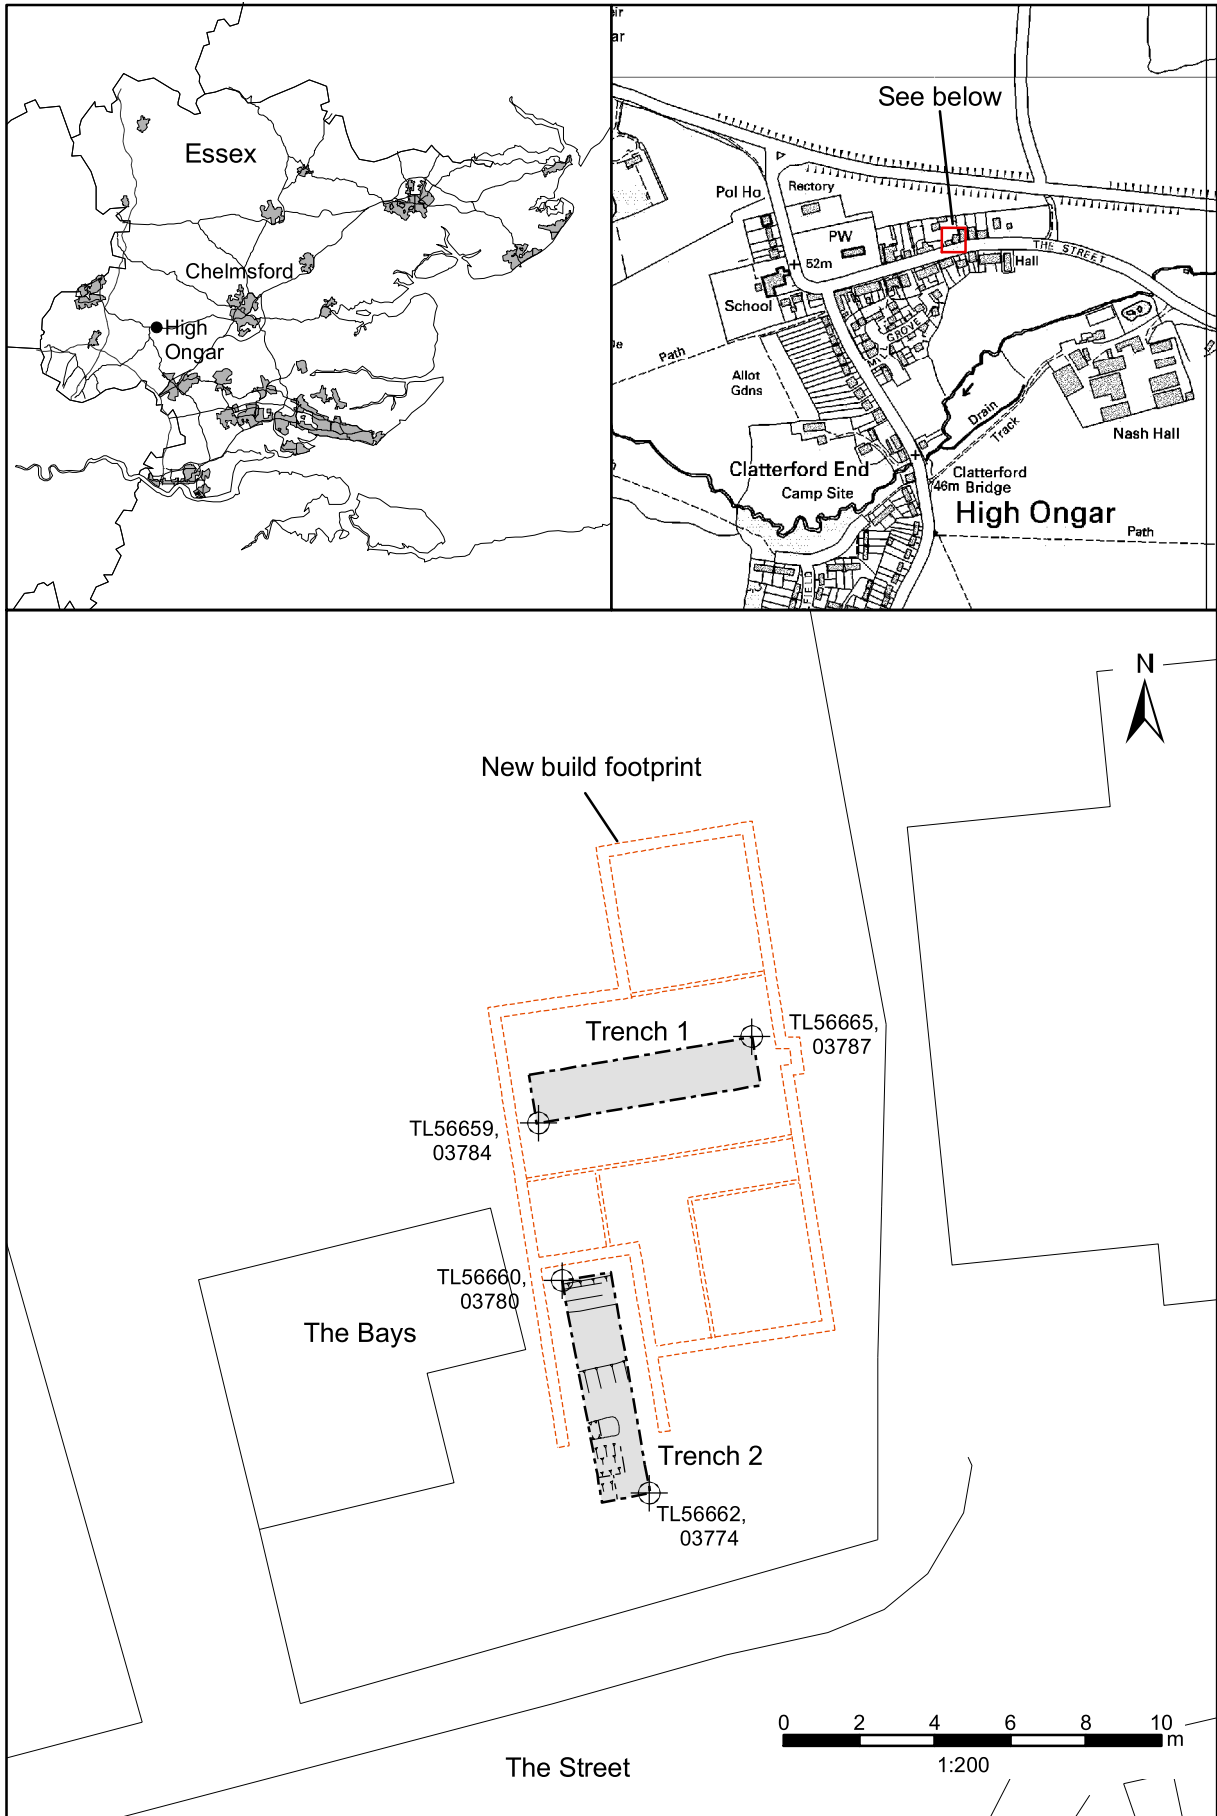 Essex
Chelmsford
High
Ongar
See below
Pol Ho
Rectory
PW
52m
THE STREET
Hall
School
Path
GROVE
Allot
Gdns
Drain
Track
Nash Hall
Clatterford End
Camp Site
Clatterford
46m Bridge
High Ongar
Path
FIELD
N
New build footprint
Trench 1
TL56665,
03787
TL56659,
03784
TL56660,
03780
The Bays
Trench 2
TL56662,
03774
0 2 4 6 8 10
m
1:200
The Street